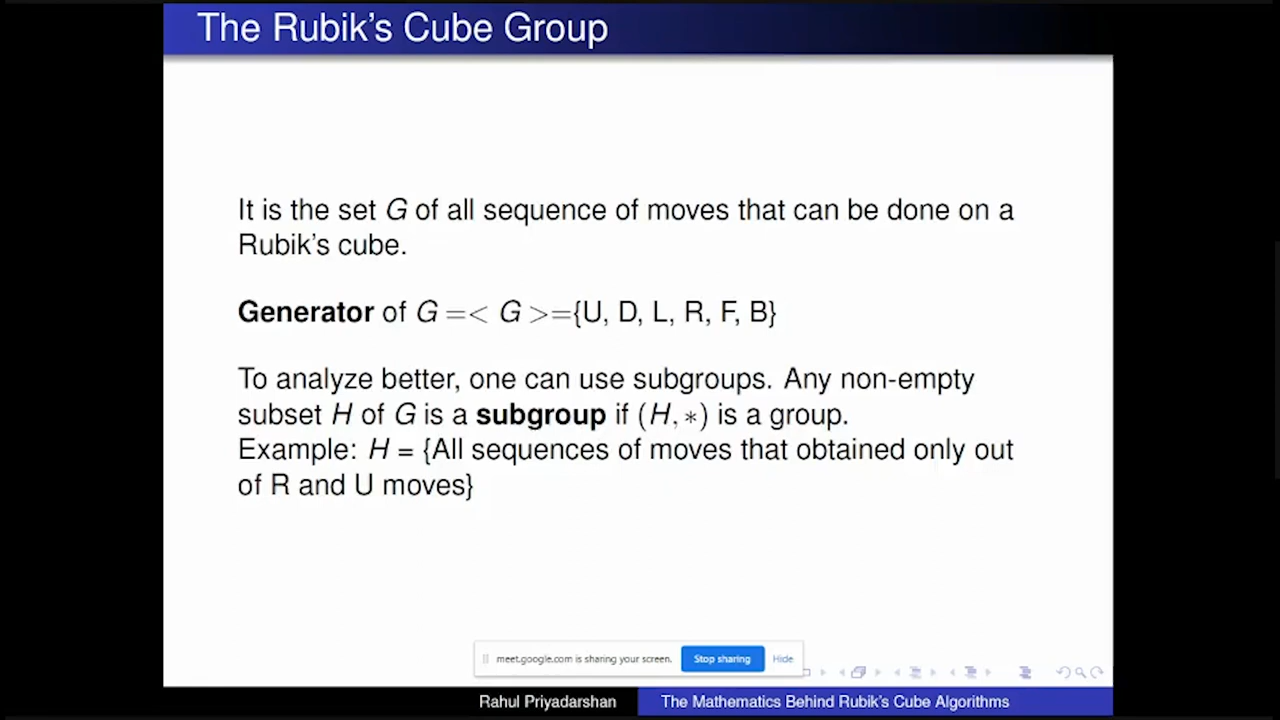 The Rubik's Cube Group
It is the set G of all sequence of moves that can be done on a
Rubik's cube.
Generator of G =< G >={U, D, L, R, F, B}
To analyze better, one can use subgroups. Any non-empty
subset H of G is a subgroup if (H, *) is a group.
Example: H = {All sequences of moves that obtained only out
of R and U moves}
meet.google.com is sharing your screen. Stop sharing Hide
Rahul Priyadarshan The Mathematics Behind Rubik's Cube Algorithms